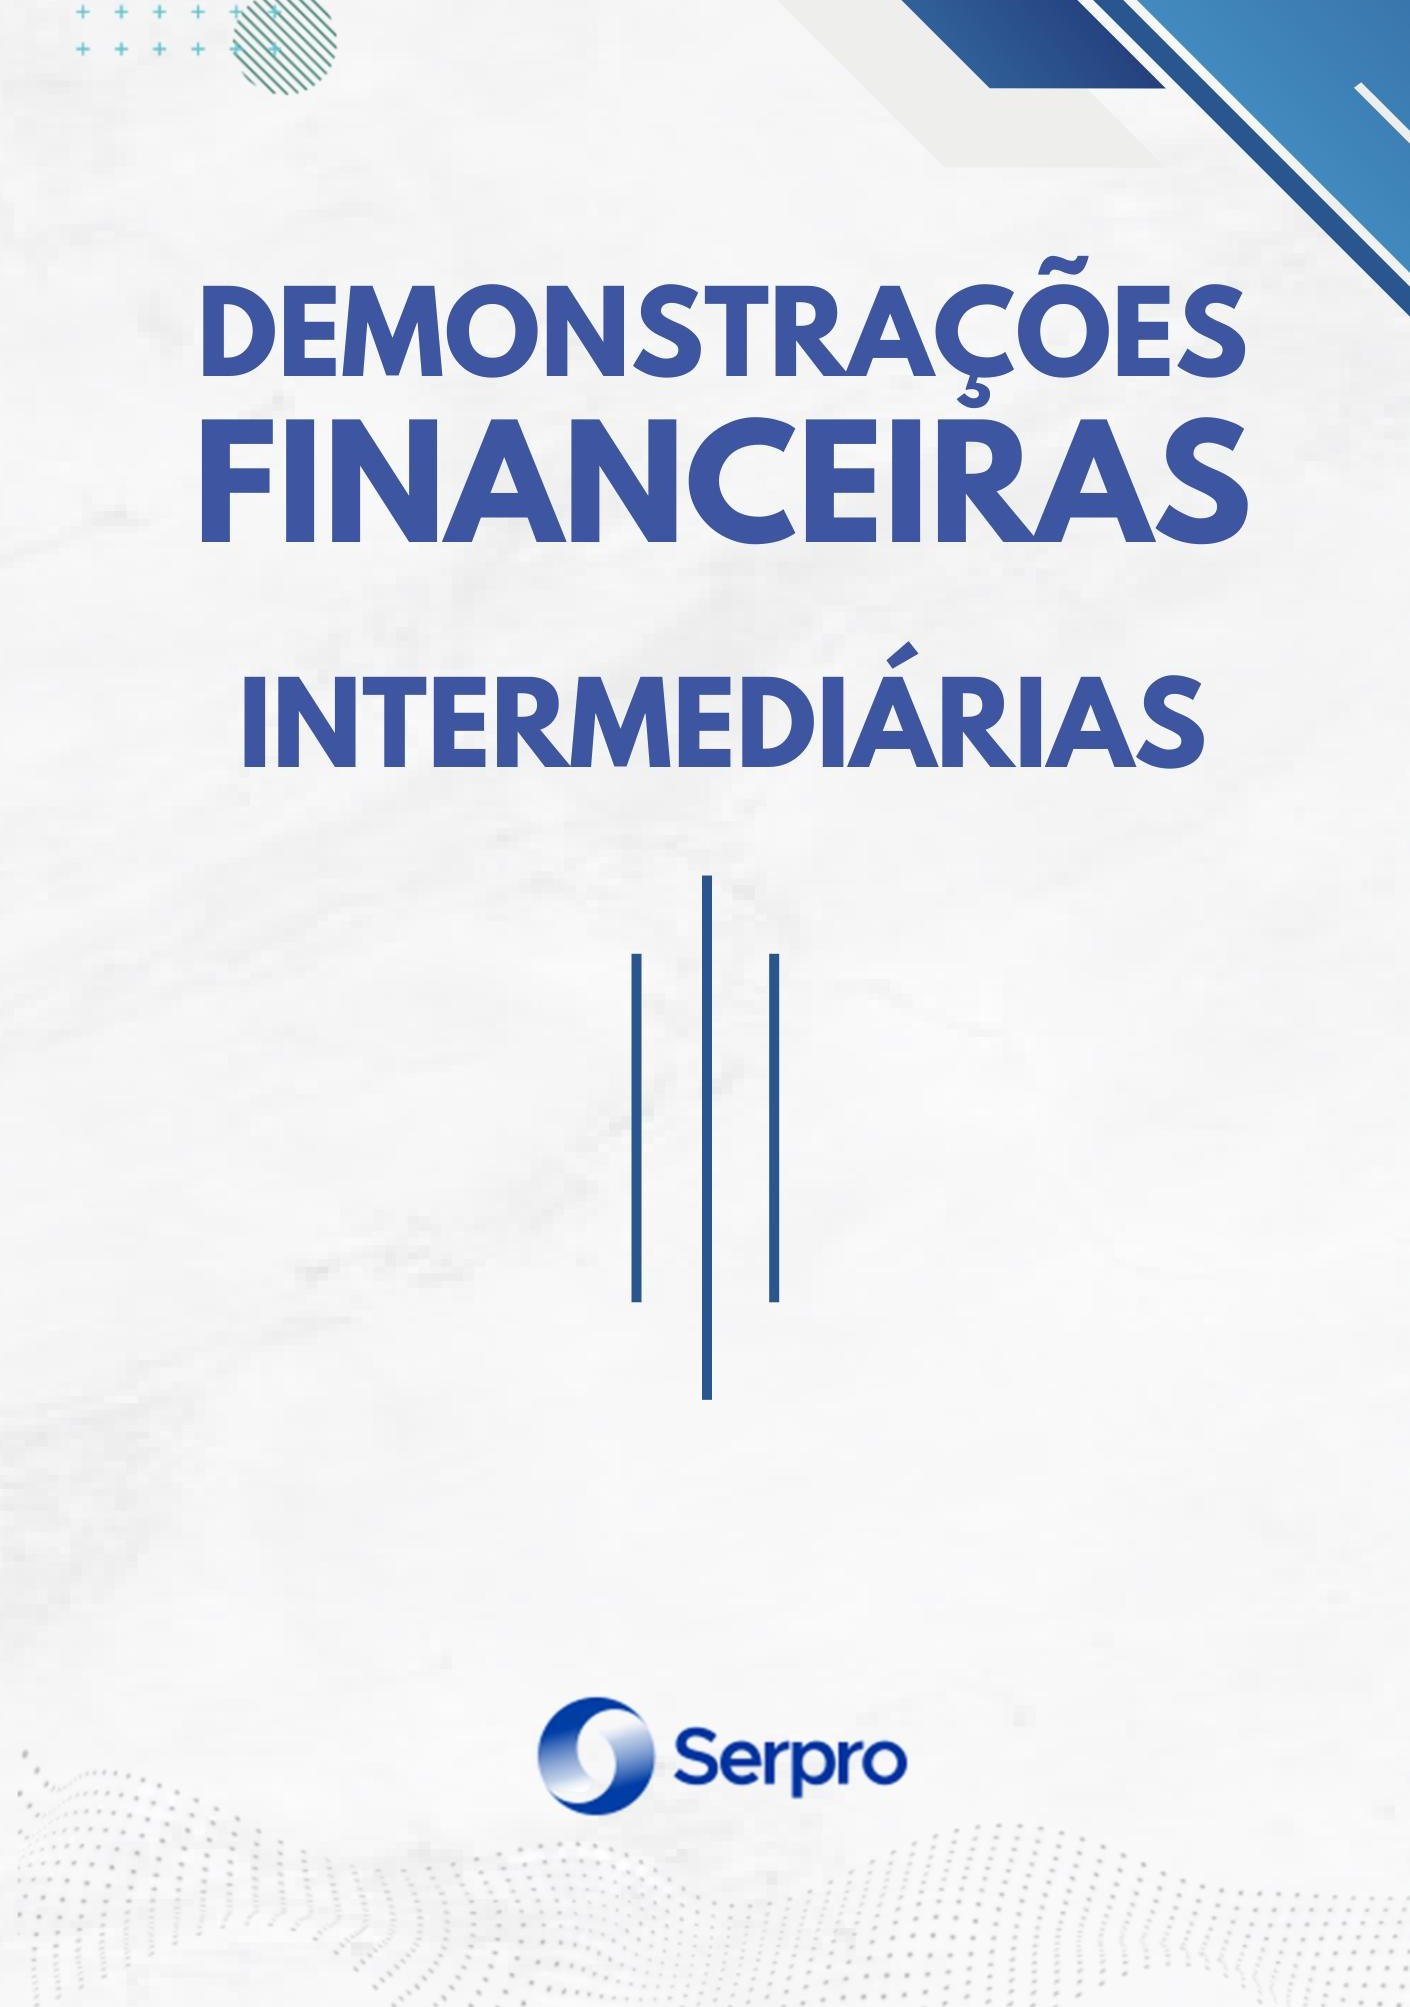 DEMONSTRAÇÕES
FINANCEIRAS
INTERMEDIÁRIAS
Serpro